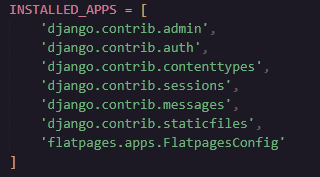 INSTALLED_APPS = [
    'django.contrib.admin',
    'django.contrib.auth',
    'django.contrib.contenttypes',
    'django.contrib.sessions',
    'django.contrib.messages',
    'django.contrib.staticfiles',
    'flatpages.apps.FlatpagesConfig'
]